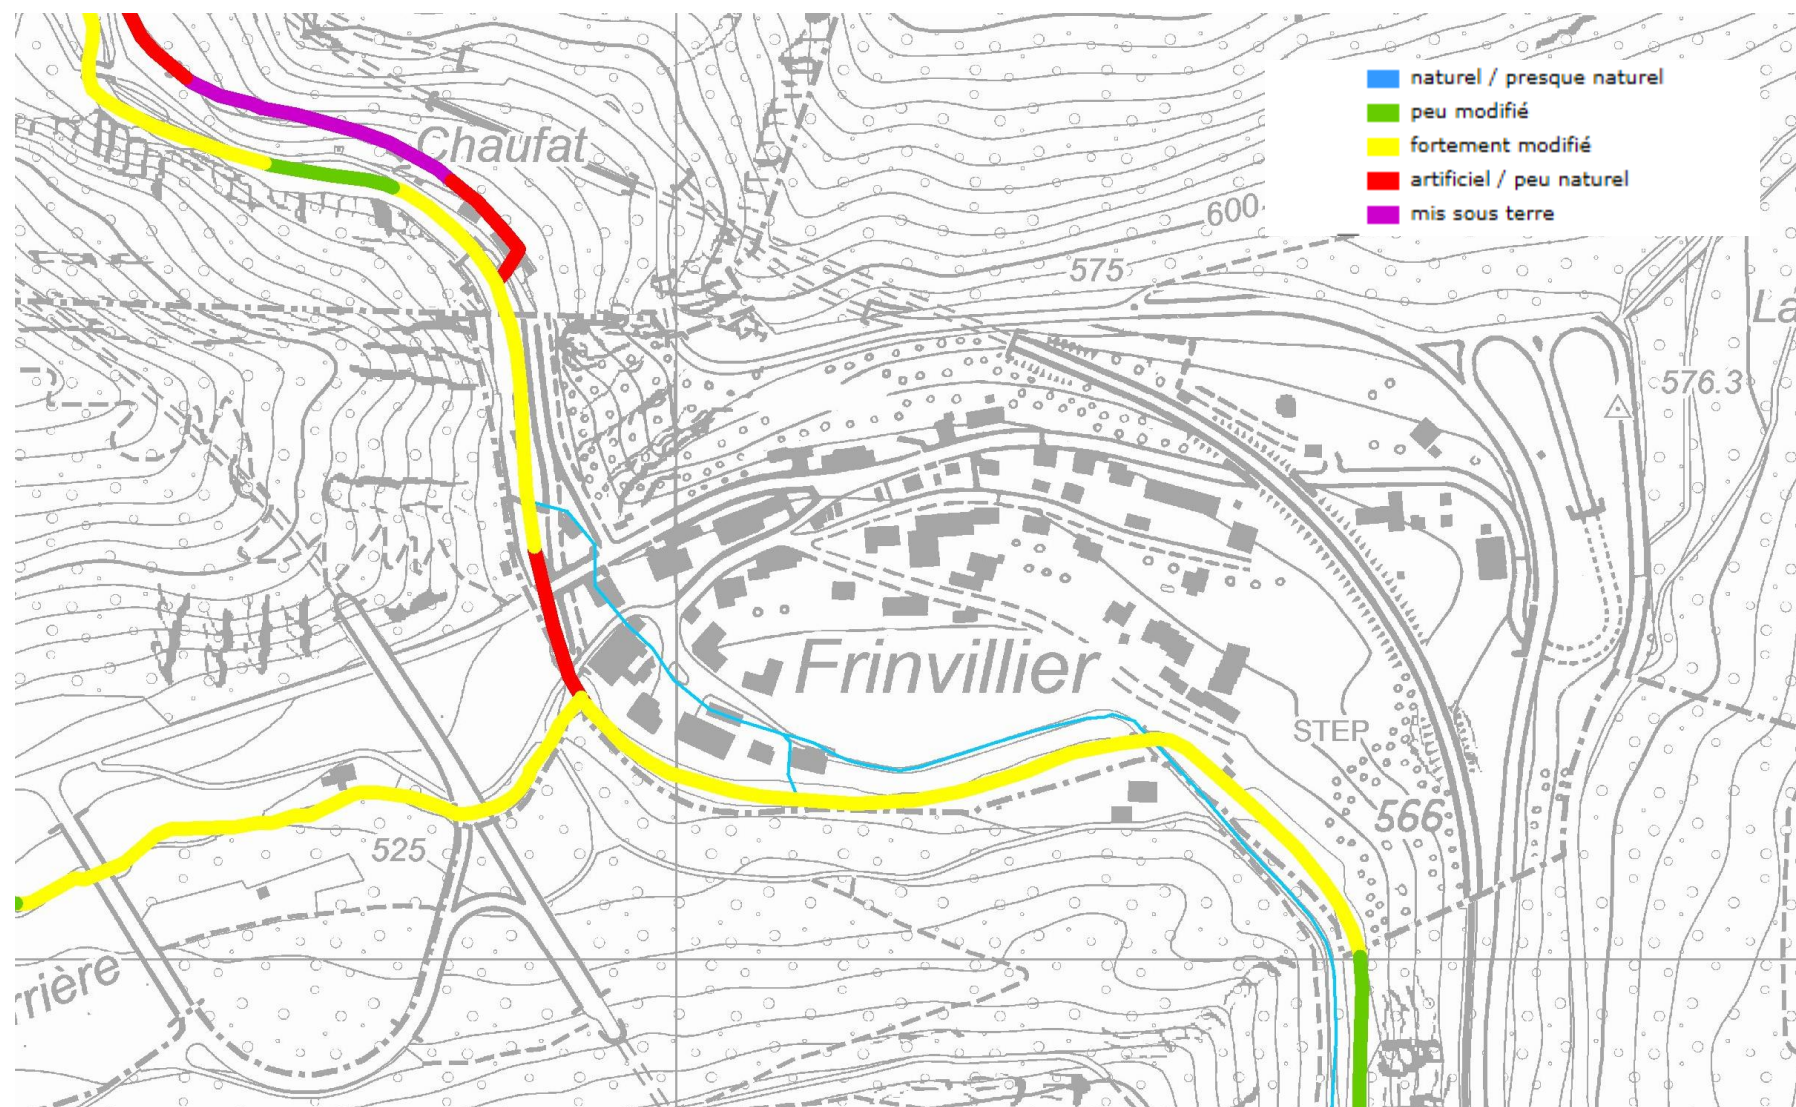 naturel / presque naturel
peu modifié
fortement modifié
artificiel / peu naturel
mis sous terre
Chaufat
600
575
La
576.3
Frinvillier
STEP
566
525
rrière